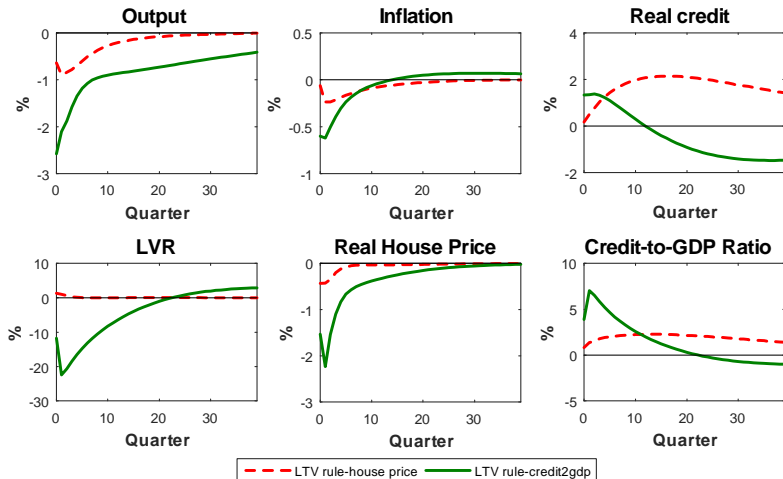 Output
Inflation
Real credit
0
-1
-2
-3
%
0 10 20 30
Quarter
0.5
0
-0.5
-1
%
0 10 20 30
Quarter
4
2
0
-2
%
0 10 20 30
Quarter
LVR
Real House Price
Credit-to-GDP Ratio
10
0
-10
-20
-30
%
0 10 20 30
Quarter
0
-1
-2
-3
%
0 10 20 30
Quarter
10
5
0
-5
%
0 10 20 30
Quarter
LTV rule-house price LTV rule-credit2gdp